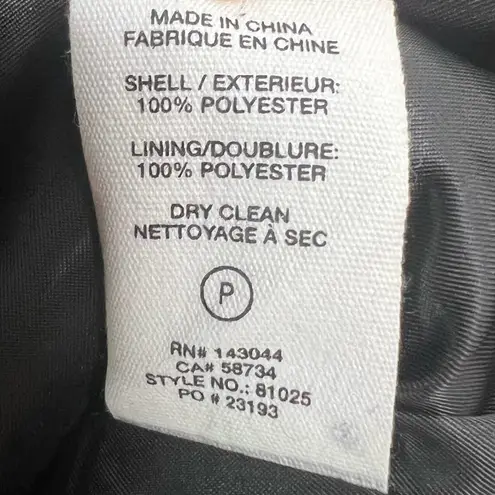 MADE IN CHINA
FABRIQUE EN CHINE
SHELL / EXTERIEUR:
100% POLYESTER
LINING/DOUBLURE:
100% POLYESTER
DRY CLEAN
NETTOYAGE À SEC
P
RN# 143044
CA# 58734
STYLE NO.: 81025
PO # 23193